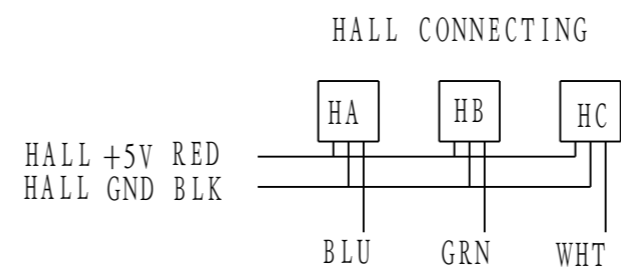 HALL CONNECTING
HA HB HC
HALL +5V RED
HALL GND BLK
BLU GRN WHT